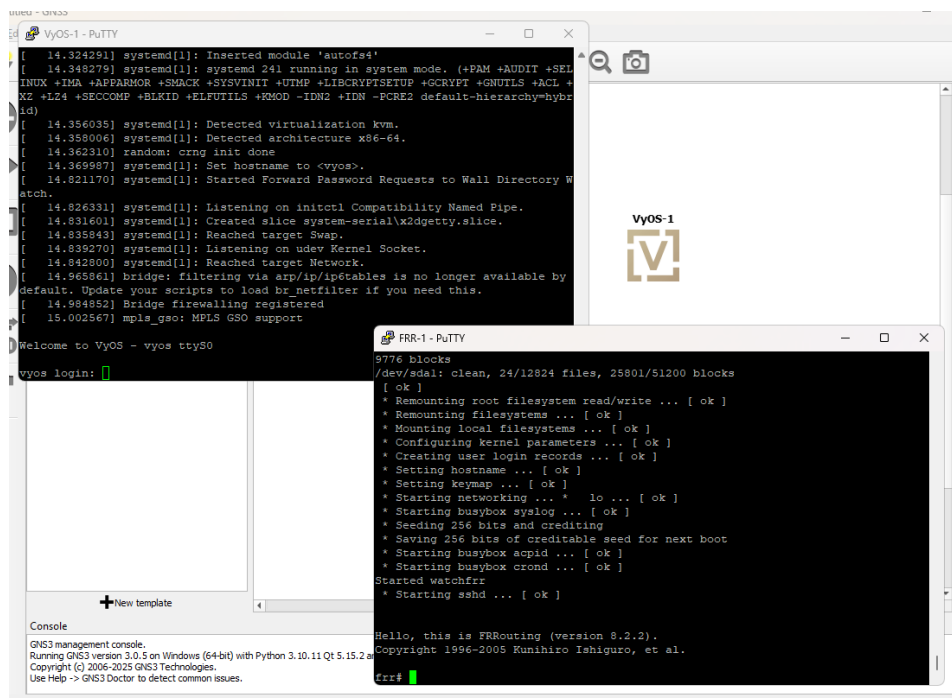 GNS3
VyOS-1 - PuTTY
[   14.324291] systemd[1]: Inserted module 'autofs4'
[   14.348279] systemd[1]: systemd 241 running in system mode. (+PAM +AUDIT +SEL
INUX +IMA +APPARMOR +SMACK +SYSVINIT +UTMP +LIBCRYPTSETUP +GCRYPT +GNUTLS +ACL +
XZ +LZ4 +SECCOMP +BLKID +ELFUTILS +KMOD -IDN2 +IDN -PCRE2 default-hierarchy=hybr
id)
[   14.356035] systemd[1]: Detected virtualization kvm.
[   14.358006] systemd[1]: Detected architecture x86-64.
[   14.362310] random: crng init done
[   14.369987] systemd[1]: Set hostname to <vyos>.
[   14.821170] systemd[1]: Started Forward Password Requests to Wall Directory W
atch.
[   14.826331] systemd[1]: Listening on initctl Compatibility Named Pipe.
[   14.831601] systemd[1]: Created slice system-serial\x2dgetty.slice.
[   14.835843] systemd[1]: Reached target Swap.
[   14.839270] systemd[1]: Listening on udev Kernel Socket.
[   14.842800] systemd[1]: Reached target Network.
[   14.965861] bridge: filtering via arp/ip/ip6tables is no longer available by
default. Update your scripts to load br_netfilter if you need this.
[   14.984852] Bridge firewalling registered
[   15.002567] mpls_gso: MPLS GSO support
Welcome to VyOS - vyos ttyS0
vyos login:
VyOS-1
V
FRR-1 - PuTTY
9776 blocks
/dev/sda1: clean, 24/12824 files, 25801/51200 blocks
[ ok ]
* Remounting root filesystem read/write ... [ ok ]
* Remounting filesystems ... [ ok ]
* Mounting local filesystems ... [ ok ]
* Configuring kernel parameters ... [ ok ]
* Creating user login records ... [ ok ]
* Setting hostname ... [ ok ]
* Setting keymap ... [ ok ]
* Starting networking ... *   lo ... [ ok ]
* Starting busybox syslog ... [ ok ]
* Seeding 256 bits and crediting
* Saving 256 bits of creditable seed for next boot
* Starting busybox acpid ... [ ok ]
* Starting busybox crond ... [ ok ]
Started watchfrr
* Starting sshd ... [ ok ]
Hello, this is FRRouting (version 8.2.2).
Copyright 1996-2005 Kunihiro Ishiguro, et al.
frr#
New template
Console
GNS3 management console.
Running GNS3 version 3.0.5 on Windows (64-bit) with Python 3.10.11 Qt 5.15.2
Copyright (c) 2006-2025 GNS3 Technologies.
Use Help -> GNS3 Doctor to detect common issues.